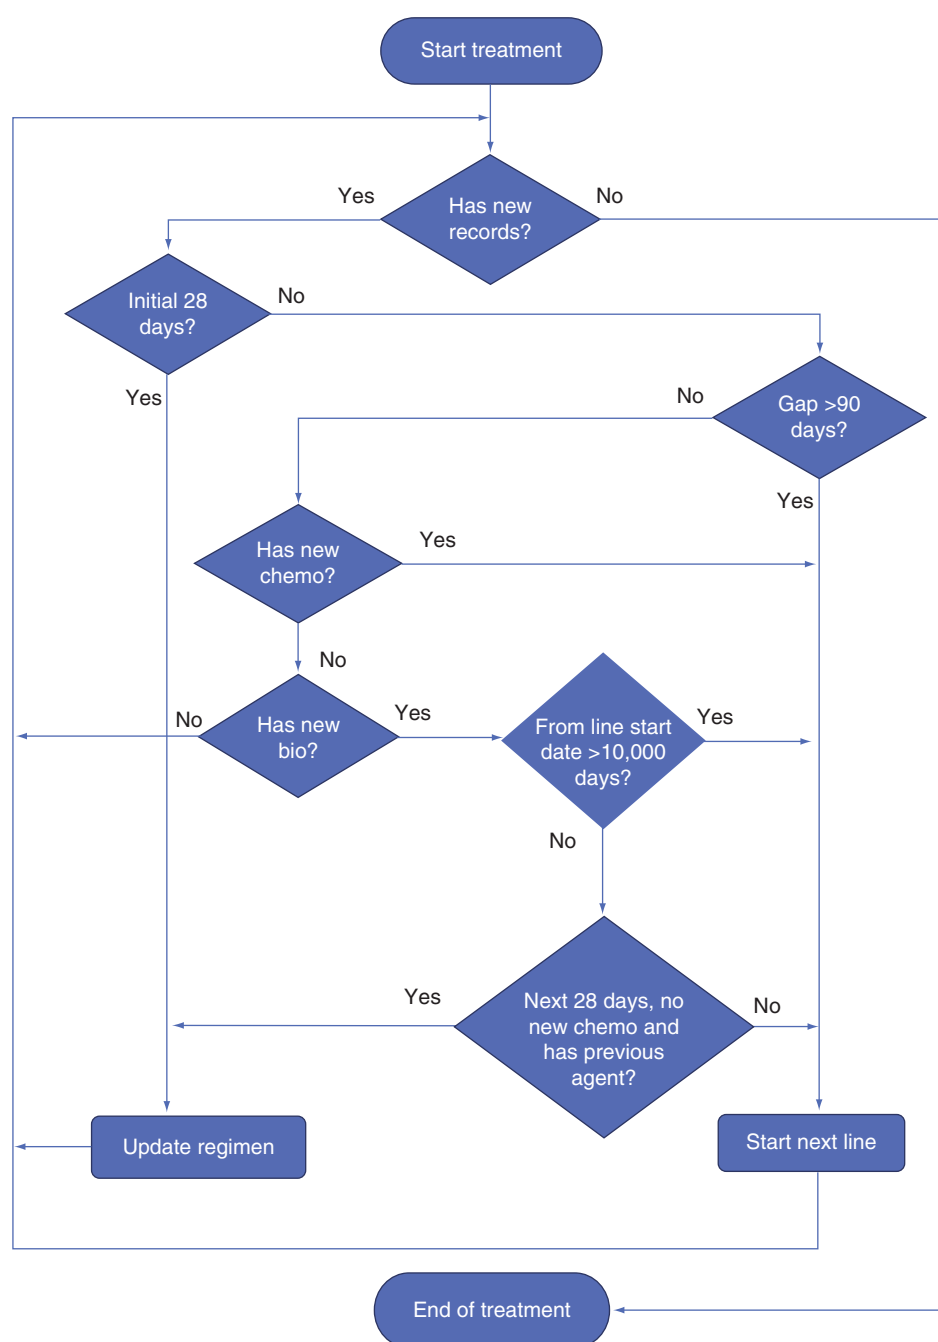 Start treatment
Yes
Has new
records?
No
Initial 28
days?
No
Yes
No
Gap >90
days?
Yes
Has new
chemo?
Yes
No
No
Has new
bio?
Yes
From line start
date >10,000
days?
Yes
No
Yes
Next 28 days, no
new chemo and
has previous
agent?
No
Update regimen
Start next line
End of treatment